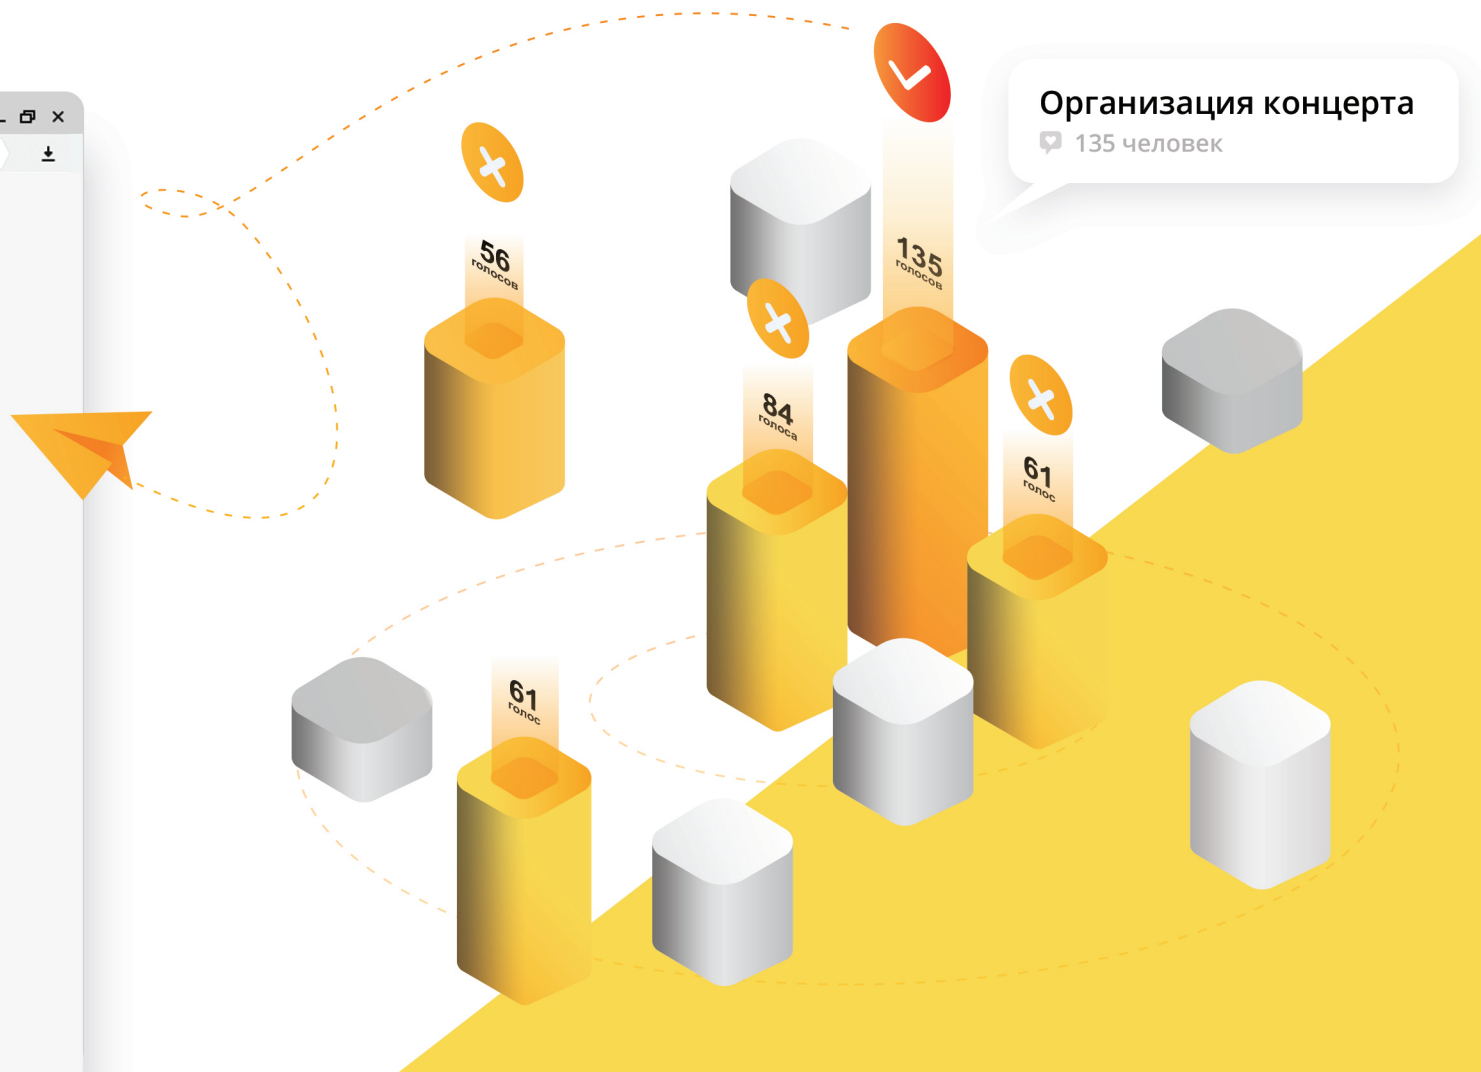 Организация концерта
135 человек
56
голосов
135
голосов
84
голоса
61
голос
61
голос